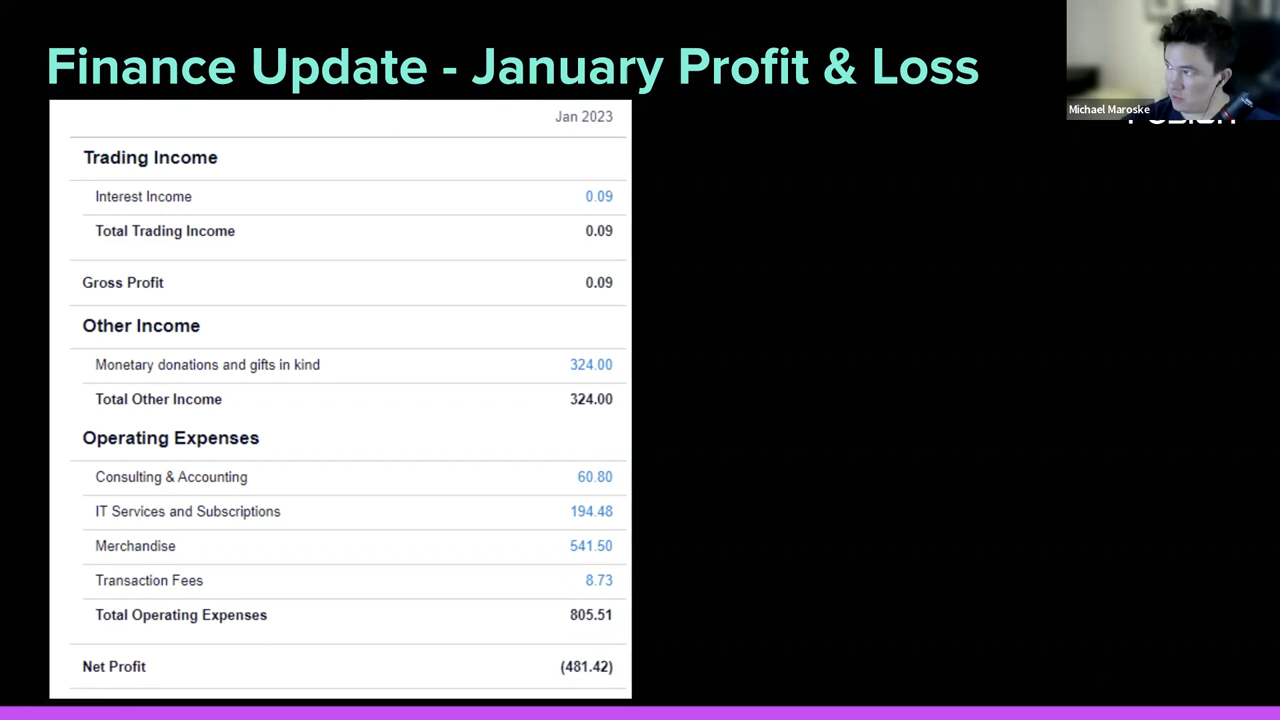 Finance Update - January Profit & Loss
Michael Maroske
Jan 2023
Trading Income
Interest Income 0.09
Total Trading Income 0.09
Gross Profit 0.09
Other Income
Monetary donations and gifts in kind 324.00
Total Other Income 324.00
Operating Expenses
Consulting & Accounting 60.80
IT Services and Subscriptions 194.48
Merchandise 541.50
Transaction Fees 8.73
Total Operating Expenses 805.51
Net Profit (481.42)